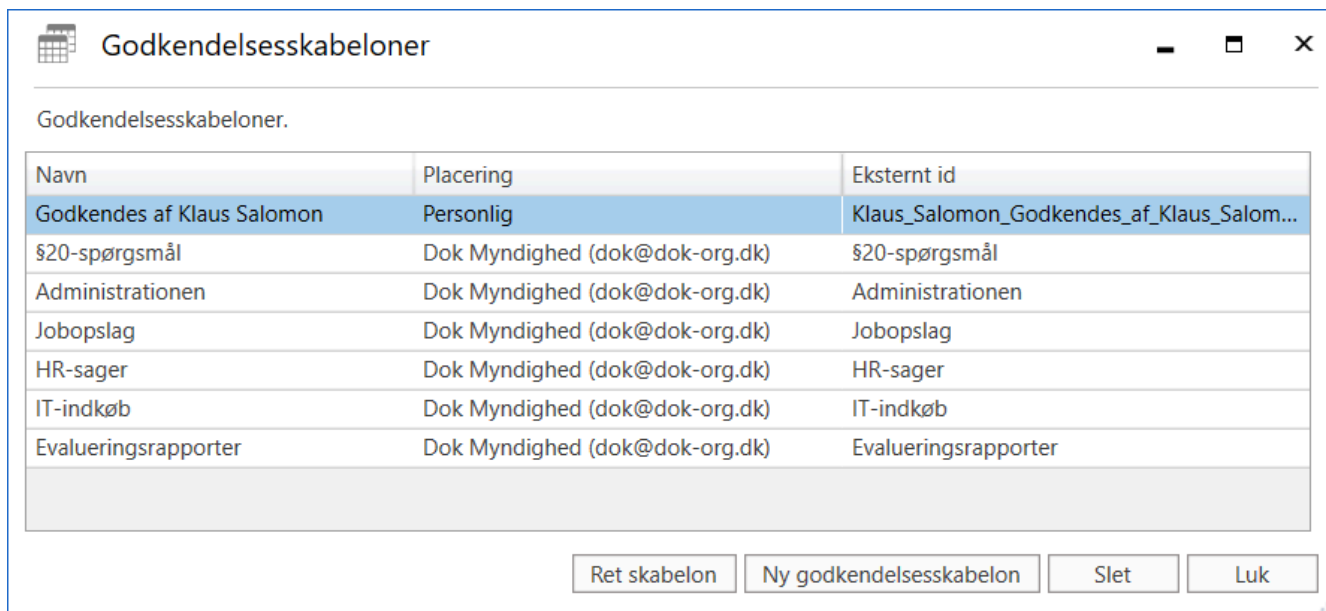 Godkendelsesskabeloner
Godkendelsesskabeloner.
Navn Placering Eksternt id
Godkendes af Klaus Salomon Personlig Klaus_Salomon_Godkendes_af_Klaus_Salom...
§20-spørgsmål Dok Myndighed (dok@dok-org.dk) §20-spørgsmål
Administrationen Dok Myndighed (dok@dok-org.dk) Administrationen
Jobopslag Dok Myndighed (dok@dok-org.dk) Jobopslag
HR-sager Dok Myndighed (dok@dok-org.dk) HR-sager
IT-indkøb Dok Myndighed (dok@dok-org.dk) IT-indkøb
Evalueringsrapporter Dok Myndighed (dok@dok-org.dk) Evalueringsrapporter
Ret skabelon Ny godkendelsesskabelon Slet Luk